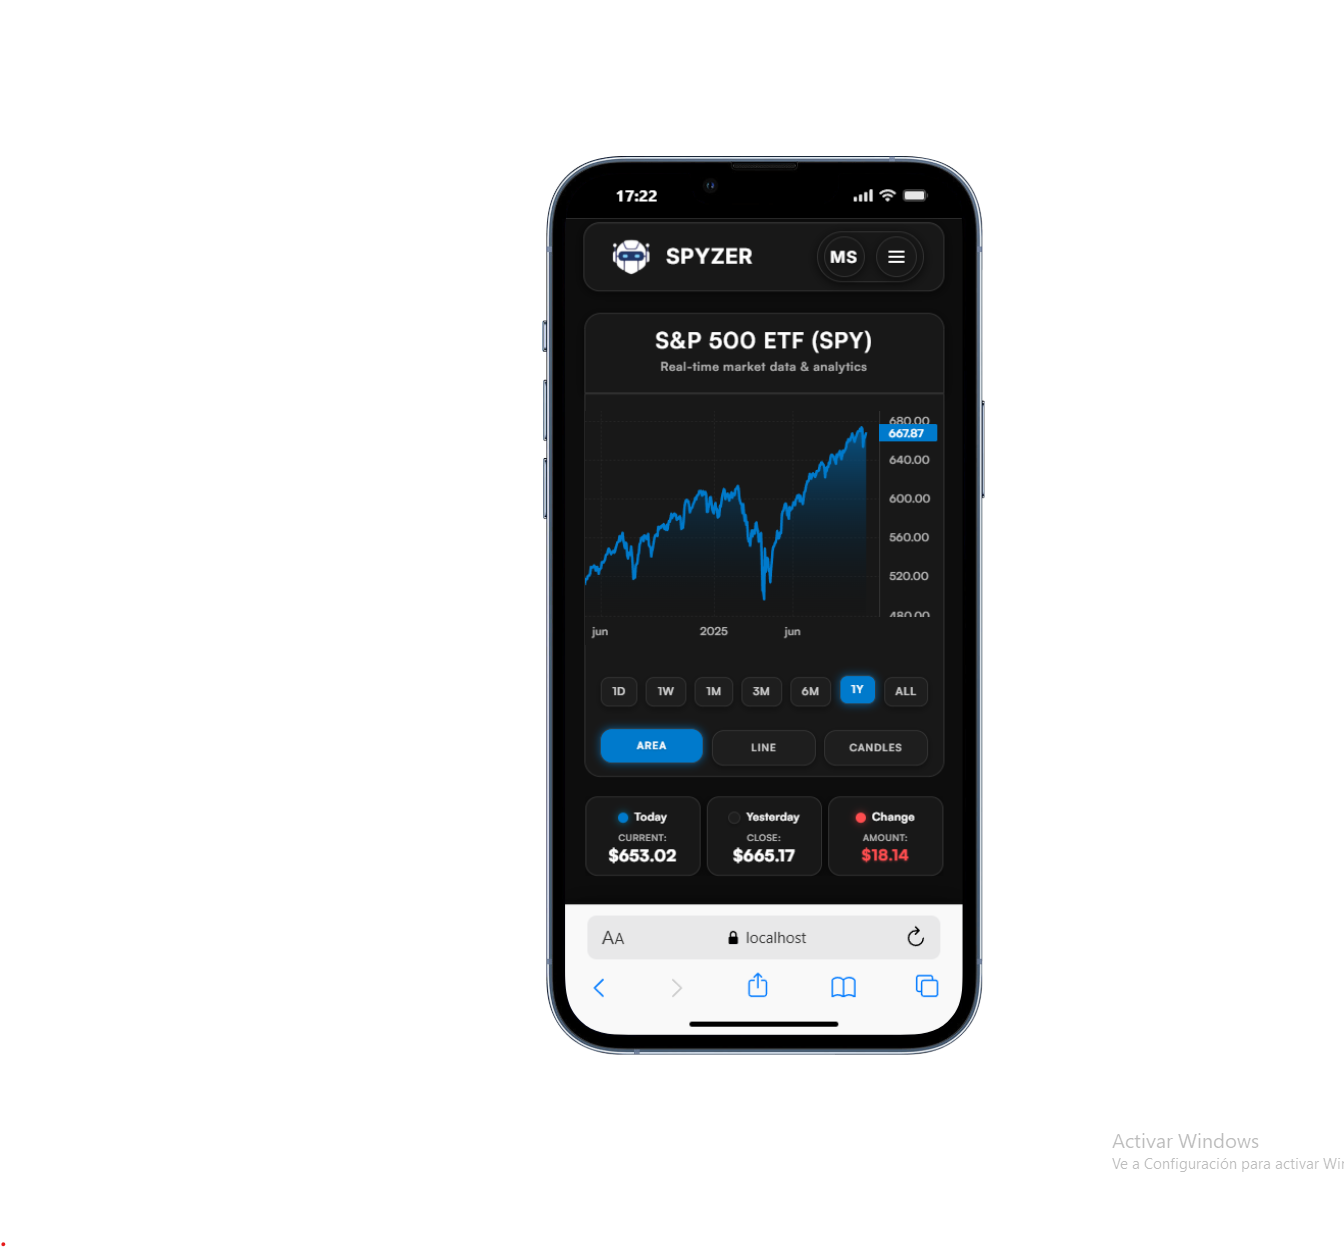 17:22
SPYZER
MS
S&P 500 ETF (SPY)
Real-time market data & analytics
680.00
667.87
640.00
600.00
560.00
520.00
480.00
jun 2025 jun
1D 1W 1M 3M 6M 1Y ALL
AREA LINE CANDLES
Today Yesterday Change
CURRENT: CLOSE: AMOUNT:
$653.02 $665.17 $18.14
AA localhost
Activar Windows
Ve a Configuración para activar Wi